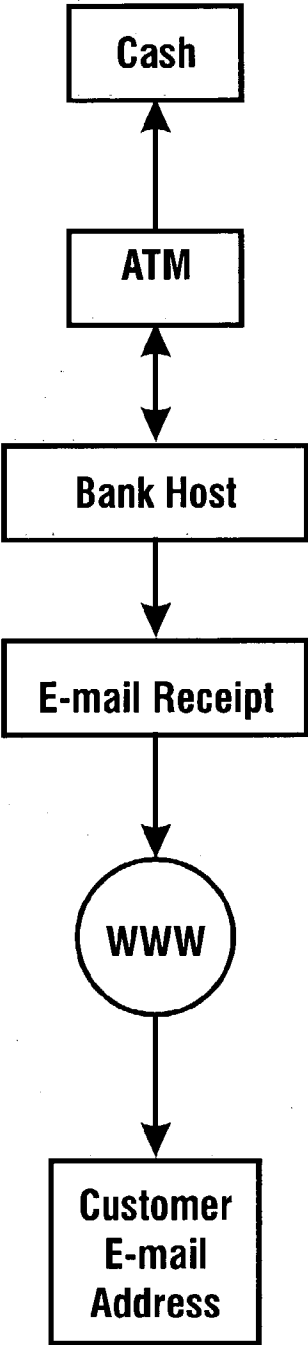 Cash
ATM
Bank Host
E-mail Receipt
WWW
Customer
E-mail
Address